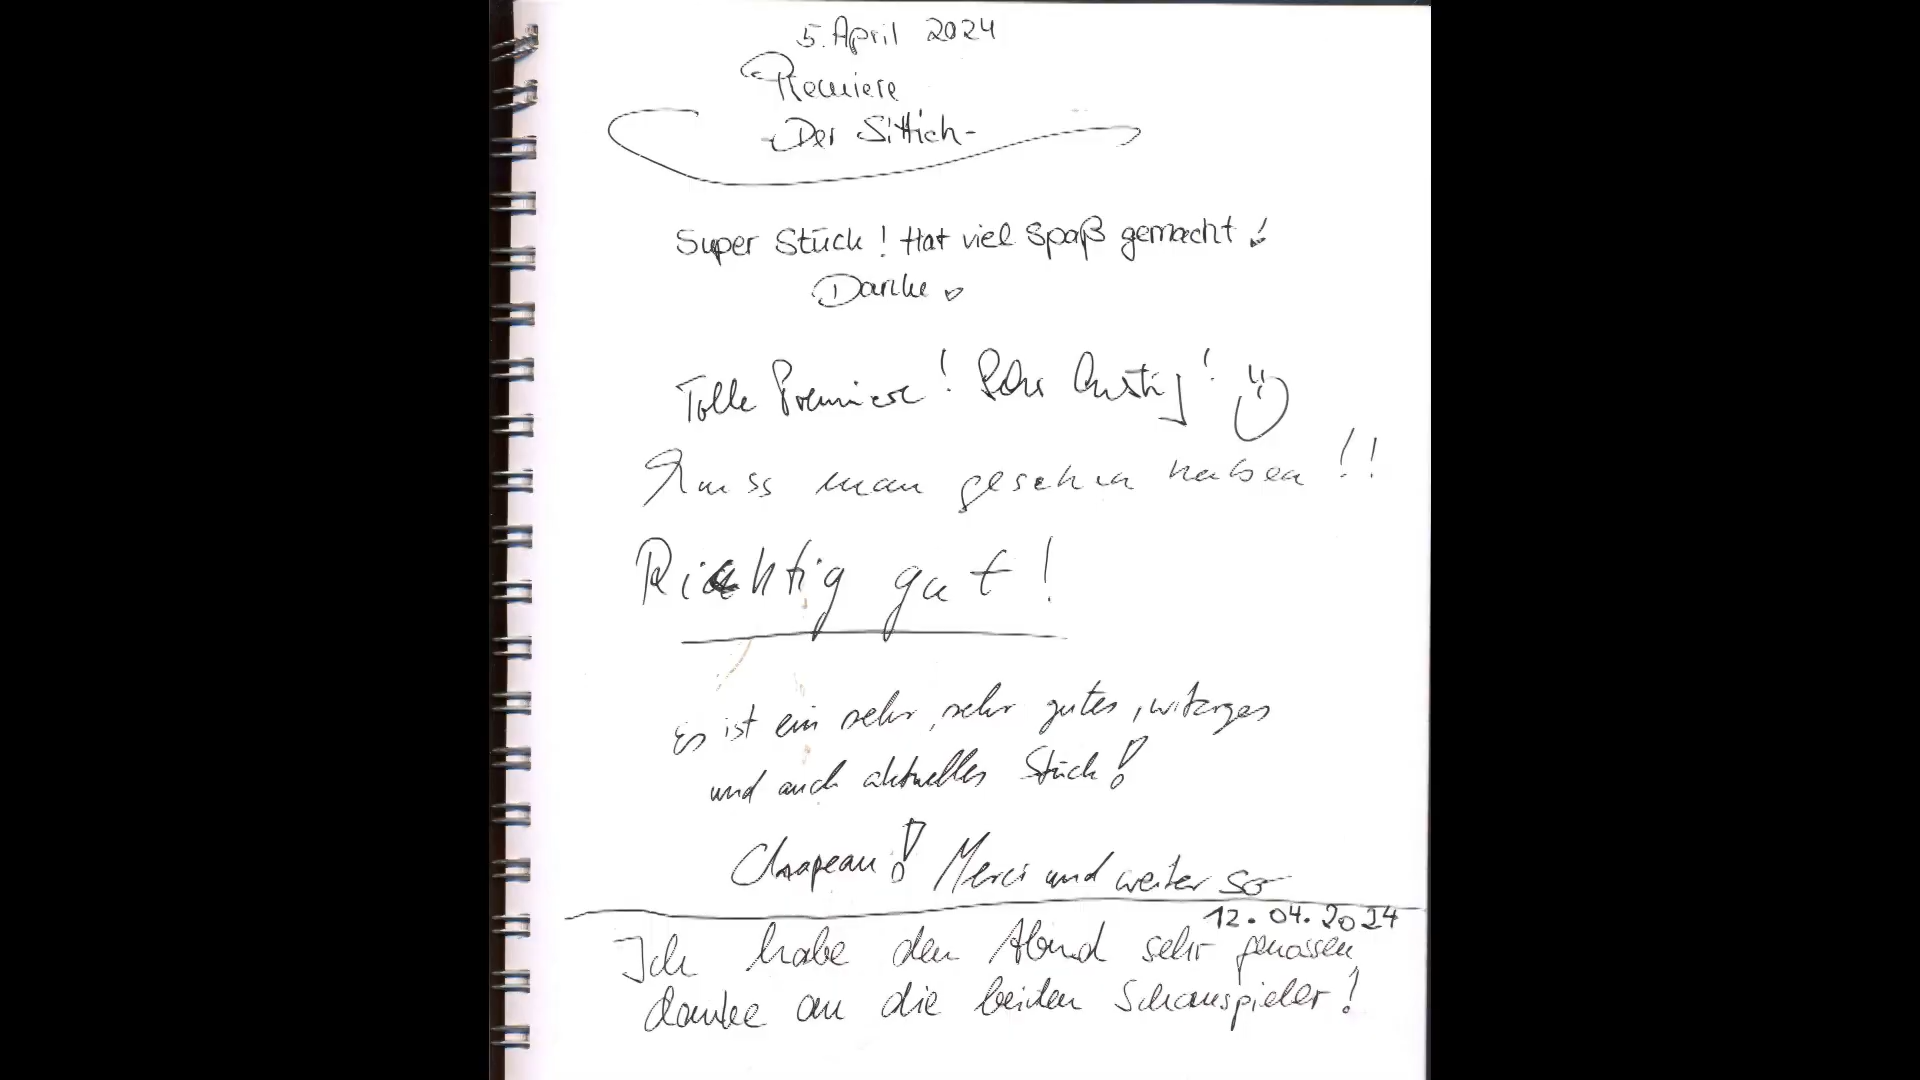 5. April 2024
Premiere
- Der Sittich -
Super Stück! Hat viel Spaß gemacht!
Danke
Tolle Premiere! Sehr lustig!
Muss man gesehen haben!!
Richtig gut!
Es ist ein sehr, sehr gutes, witziges
und auch aktuelles Stück!
Chapeau! Merci und weiter so
12.04.2024
Ich habe den Abend sehr genossen,
danke an die beiden Schauspieler!